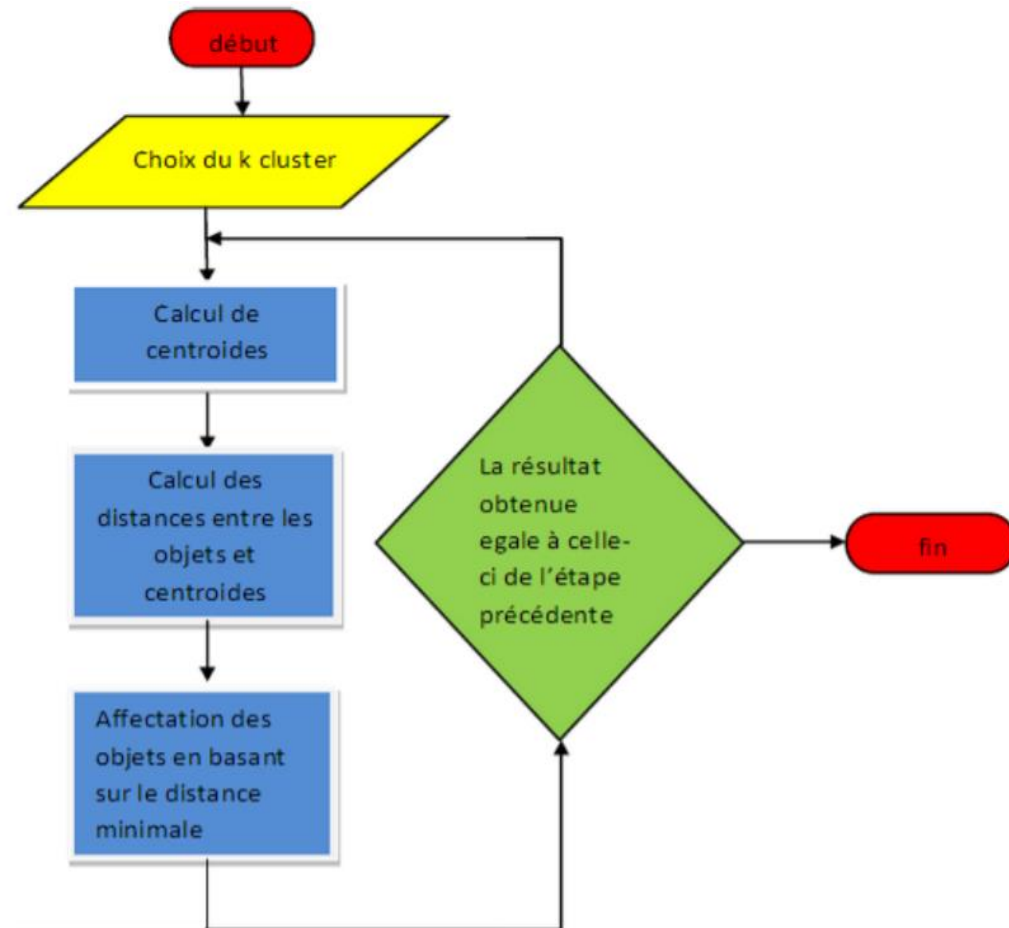 début
Choix du k cluster
Calcul de
centroides
Calcul des
distances entre les
objets et
centroides
Affectation des
objets en basant
sur le distance
minimale
La résultat
obtenue
egale à celle-
ci de l’étape
précédente
fin